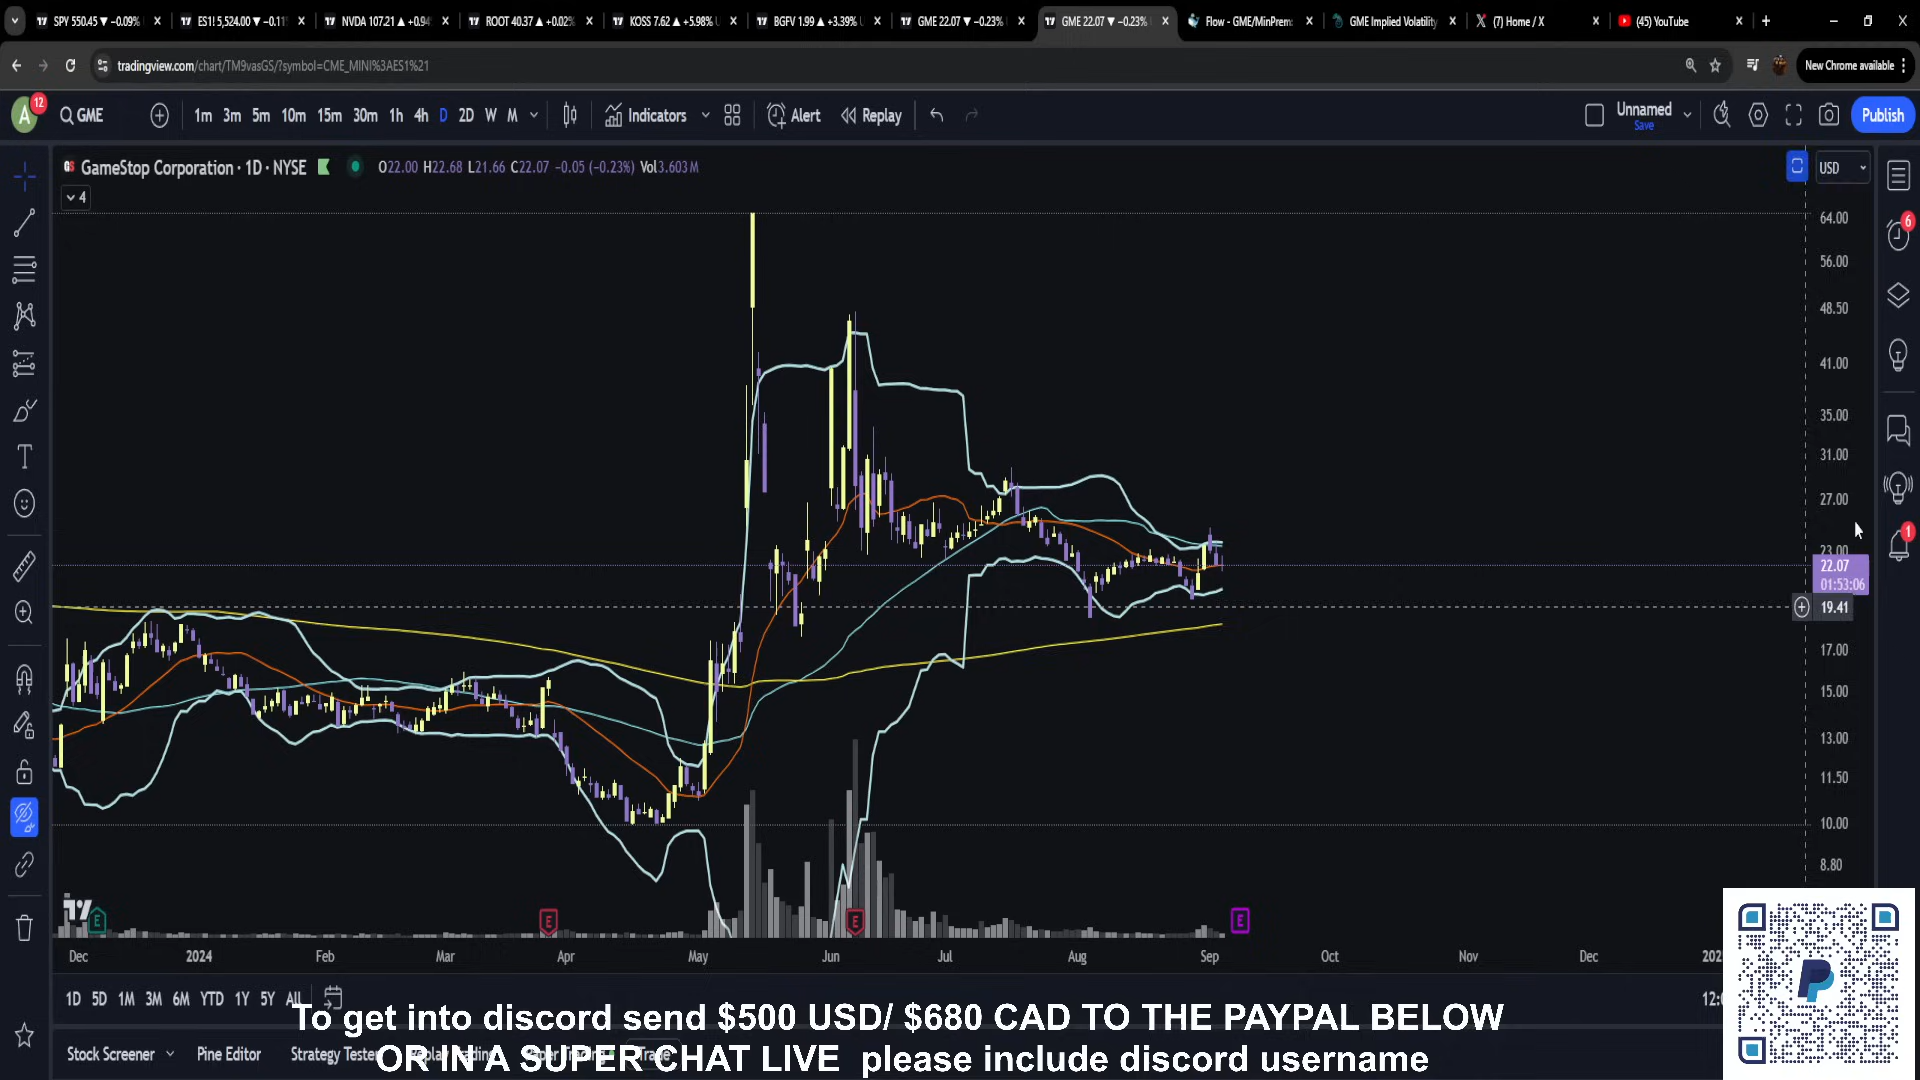 SPY 550.45 ▼ −0.09%
ES1! 5,524.00 ▼ −0.11%
NVDA 107.21 ▲ +0.94%
ROOT 40.37 ▲ +0.02%
KOSS 7.62 ▲ +5.98% U
BGFV 1.99 ▲ +3.39% U
GME 22.07 ▼ −0.23%
GME 22.07 ▼ −0.23%
Flow - GME/MinPrem
GME Implied Volatility
(7) Home / X
(45) YouTube
tradingview.com/chart/TM9vasGS/?symbol=CME_MINI%3AES1%21
New Chrome available
A 12
GME
1m 3m 5m 10m 15m 30m 1h 4h D 2D W M
Indicators
Alert
Replay
Unnamed
Save
Publish
GS GameStop Corporation · 1D · NYSE
O22.00 H22.68 L21.66 C22.07 −0.05 (−0.23%) Vol3.603 M
USD
4
6
1
64.00
56.00
48.50
41.00
35.00
31.00
27.00
23.00
22.07
01:53:06
19.41
17.00
15.00
13.00
11.50
10.00
8.80
E E E E
Dec 2024 Feb Mar Apr May Jun Jul Aug Sep Oct Nov Dec
1D 5D 1M 3M 6M YTD 1Y 5Y All
To get into discord send $500 USD/ $680 CAD TO THE PAYPAL BELOW
OR IN A SUPER CHAT LIVE please include discord username
Stock Screener Pine Editor Strategy Tester